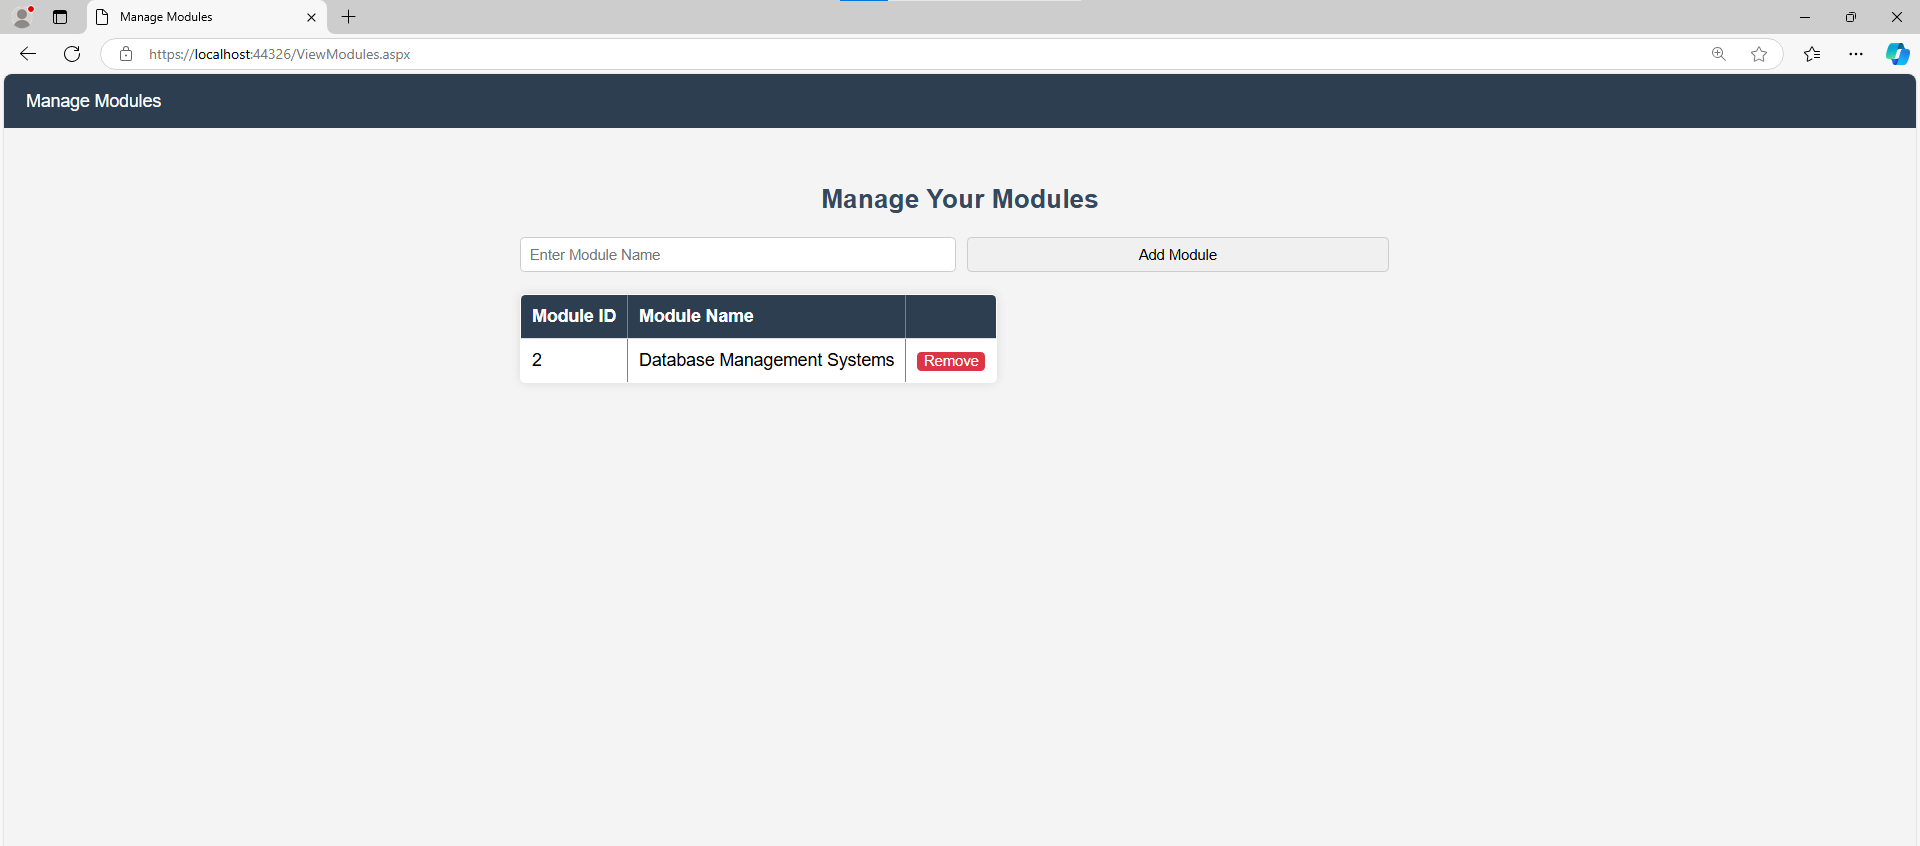 Manage Modules
https://localhost:44326/ViewModules.aspx
Manage Modules
Manage Your Modules
Enter Module Name Add Module
Module ID Module Name
2 Database Management Systems Remove